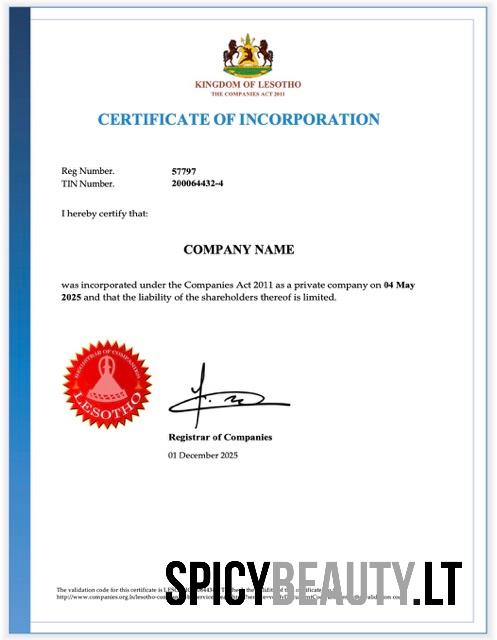 KINGDOM OF LESOTHO
THE COMPANIES ACT 2011
CERTIFICATE OF INCORPORATION
Reg Number. 57797
TIN Number. 200064432-4
I hereby certify that:
COMPANY NAME
was incorporated under the Companies Act 2011 as a private company on 04 May
2025 and that the liability of the shareholders thereof is limited.
REGISTRAR OF COMPANIES
LESOTHO
Registrar of Companies
01 December 2025
The validation code for this certificate is
http://www.companies.org.ls/lesotho-com
SPICYBEAUTY.LT